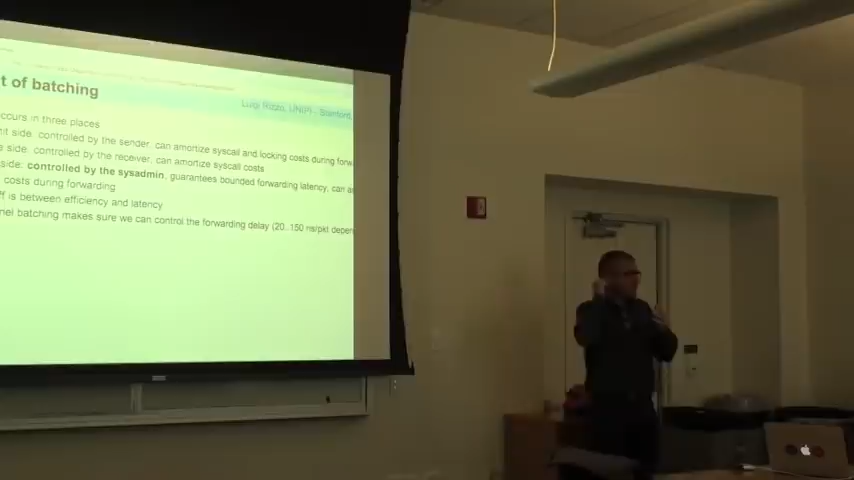 t of batching
Luigi Rizzo, UNIPI - Stanford,
ccurs in three places
nit side: controlled by the sender, can amortize syscall and locking costs during forw
e side: controlled by the receiver, can amortize syscall costs
side: controlled by the sysadmin, guarantees bounded forwarding latency, can a
costs during forwarding
ff is between efficiency and latency
nel batching makes sure we can control the forwarding delay (20..150 ns/pkt depen